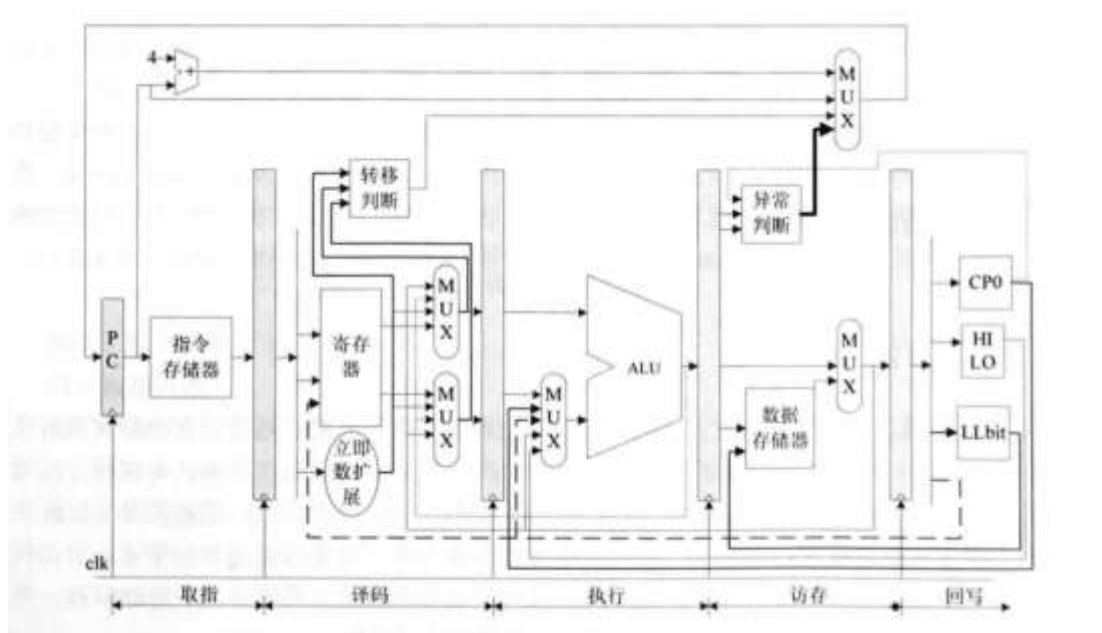 4
+
M
U
X
转移
判断
异常
判断
PC
指令
存储器
寄存
器
立即
数扩
展
M
U
X
M
U
X
M
U
X
ALU
M
U
X
数据
存储器
CP0
HI
LO
LLbit
clk
取指
译码
执行
访存
回写